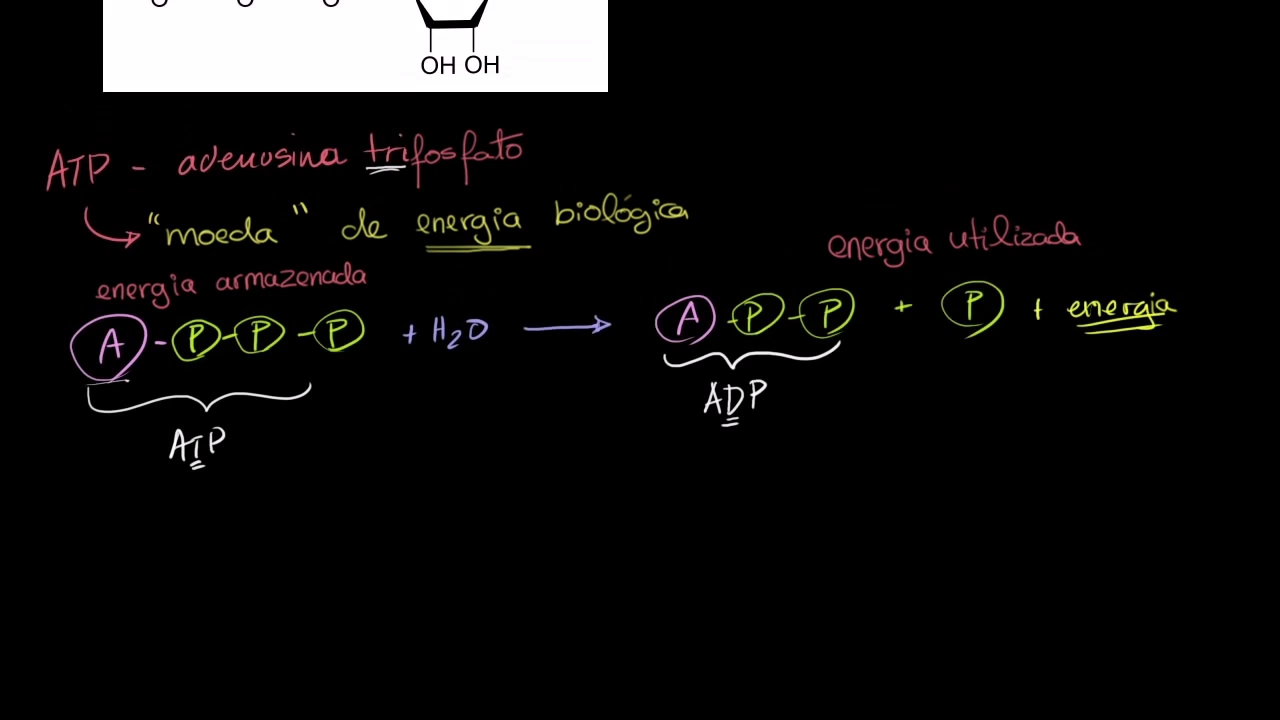 OH OH
ATP - adenosina trifosfato
"moeda" de energia biológica
energia utilizada
energia armazenada
A - P - P - P + H2O → A - P - P + P + energia
ADP
ATP